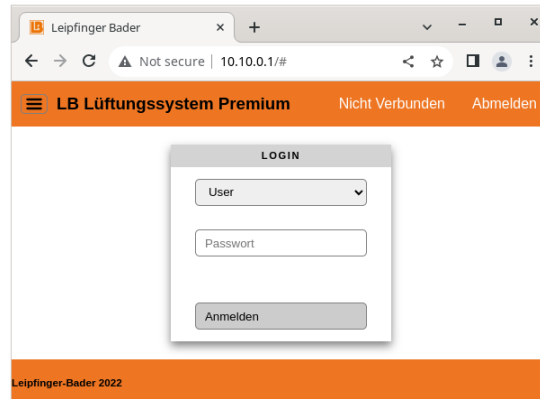 Leipfinger Bader
Not secure 10.10.0.1/#
LB Lüftungssystem Premium Nicht Verbunden Abmelden
LOGIN
User
Passwort
Anmelden
Leipfinger-Bader 2022